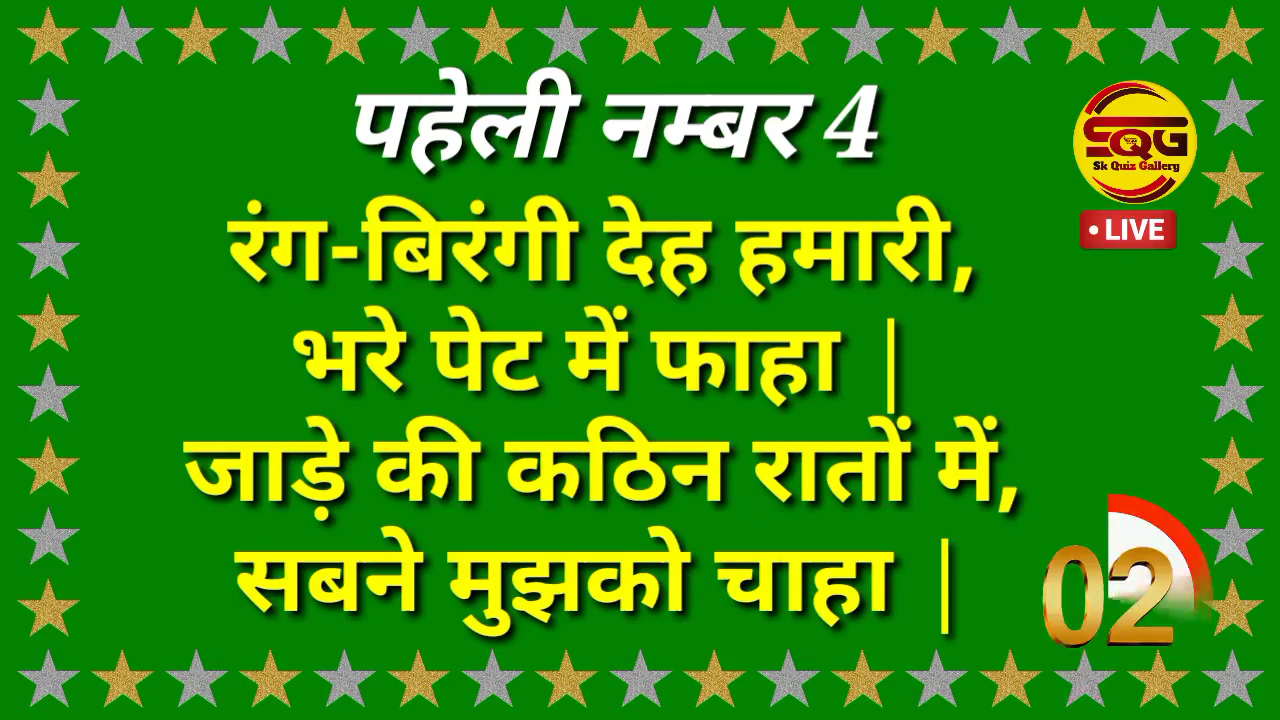 पहेली नम्बर 4
SQG
Sk Quiz Gallery
• LIVE
रंग-बिरंगी देह हमारी,
भरे पेट में फाहा |
जाड़े की कठिन रातों में,
सबने मुझको चाहा |
02